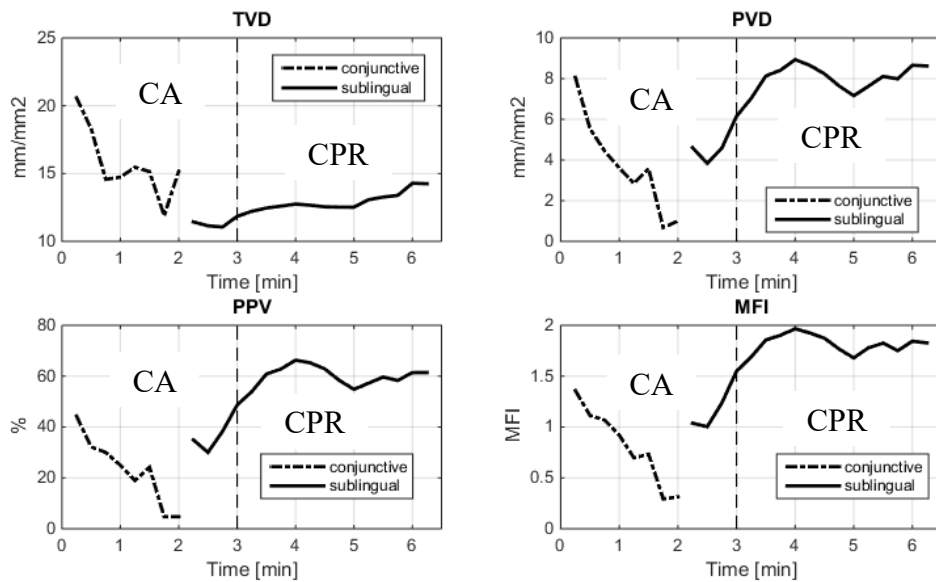 TVD
25
20
15
10
mm/mm2
CA
CPR
conjunctive
sublingual
0 1 2 3 4 5 6
Time [min]
PVD
10
8
6
4
2
0
mm/mm2
CA
CPR
conjunctive
sublingual
0 1 2 3 4 5 6
Time [min]
PPV
80
60
40
20
0
%
CA
CPR
conjunctive
sublingual
0 1 2 3 4 5 6
Time [min]
MFI
2
1.5
1
0.5
0
MFI
CA
CPR
conjunctive
sublingual
0 1 2 3 4 5 6
Time [min]